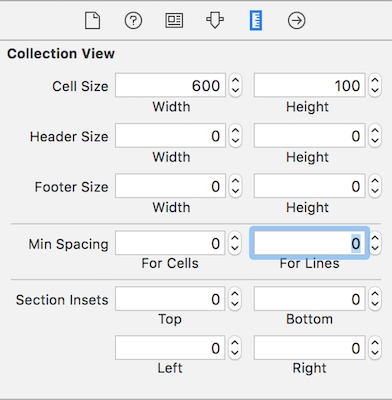 Collection View
Cell Size 600 100
Width Height
Header Size 0 0
Width Height
Footer Size 0 0
Width Height
Min Spacing 0 0
For Cells For Lines
Section Insets 0 0
Top Bottom
0 0
Left Right